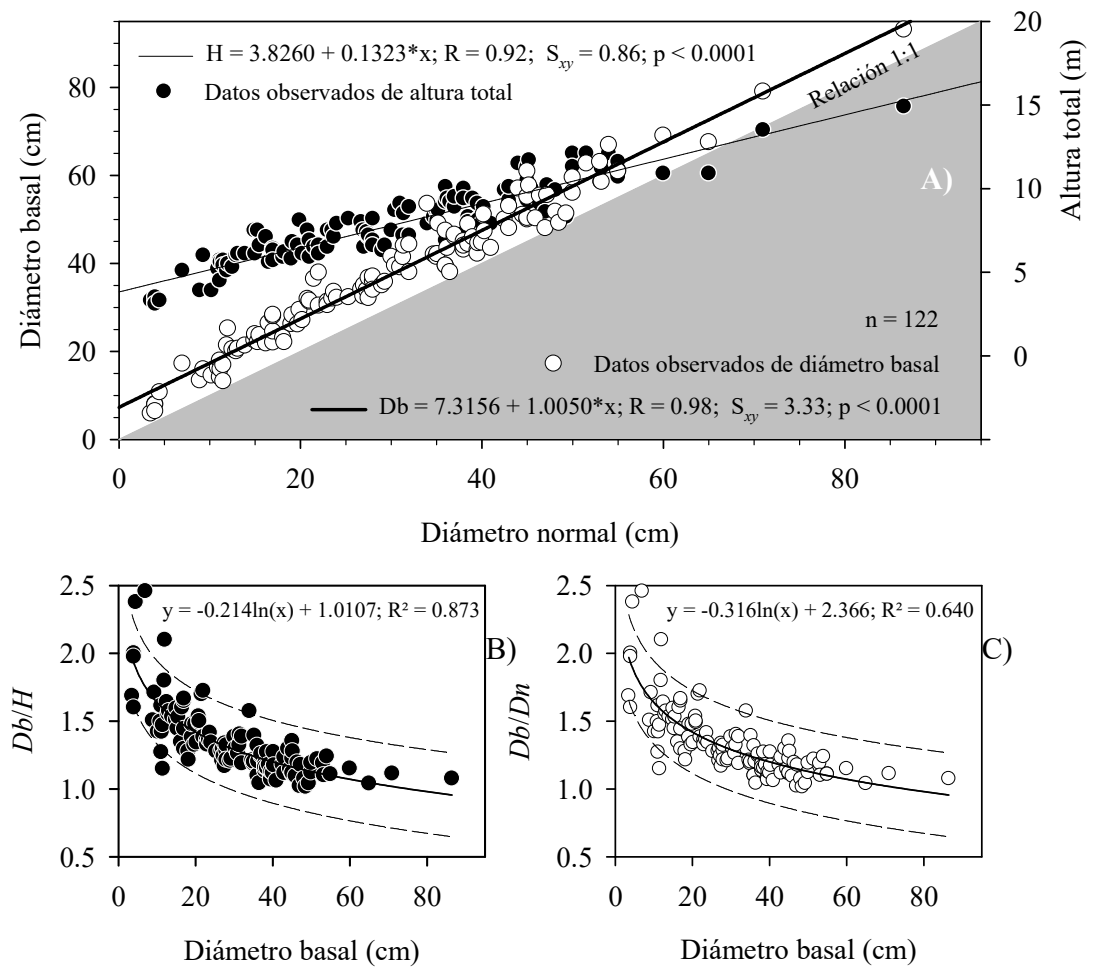 H = 3.8260 + 0.1323*x; R = 0.92; Sxy = 0.86; p < 0.0001
Datos observados de altura total
Relación 1:1
A)
n = 122
Datos observados de diámetro basal
Db = 7.3156 + 1.0050*x; R = 0.98; Sxy = 3.33; p < 0.0001
Diámetro basal (cm)
80
60
40
20
0
Altura total (m)
20
15
10
5
0
0 20 40 60 80
Diámetro normal (cm)
y = -0.214ln(x) + 1.0107; R² = 0.873
B)
Db/H
2.5
2.0
1.5
1.0
0.5
0 20 40 60 80
Diámetro basal (cm)
y = -0.316ln(x) + 2.366; R² = 0.640
C)
Db/Dn
2.5
2.0
1.5
1.0
0.5
0 20 40 60 80
Diámetro basal (cm)